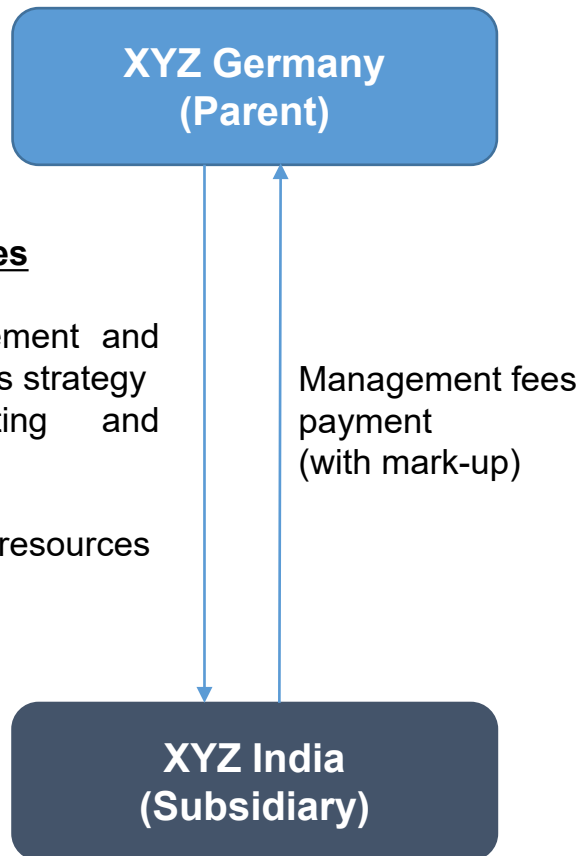 XYZ Germany
(Parent)
es
ement and
s strategy
ting and
resources
Management fees
payment
(with mark-up)
XYZ India
(Subsidiary)